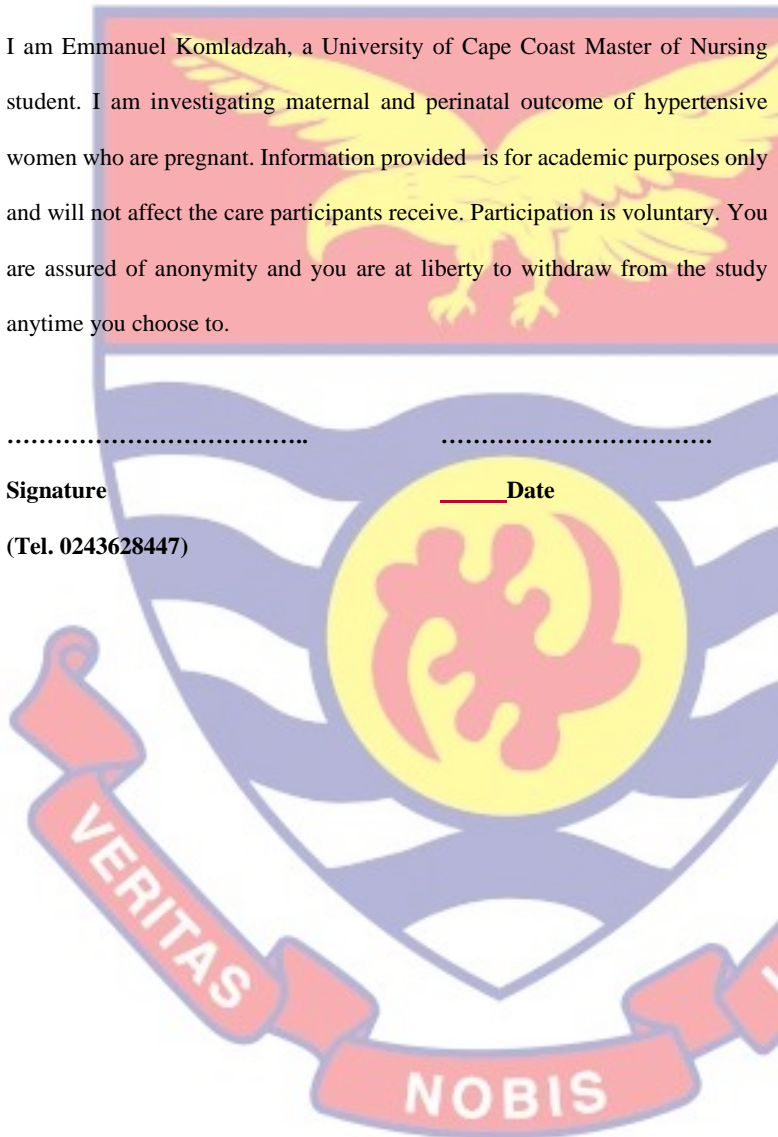 I am Emmanuel Komladzah, a University of Cape Coast Master of Nursing
student. I am investigating maternal and perinatal outcome of hypertensive
women who are pregnant. Information provided is for academic purposes only
and will not affect the care participants receive. Participation is voluntary. You
are assured of anonymity and you are at liberty to withdraw from the study
anytime you choose to.
……………………………….. …………………………….
Signature _____Date
(Tel. 0243628447)
VERITAS
NOBIS